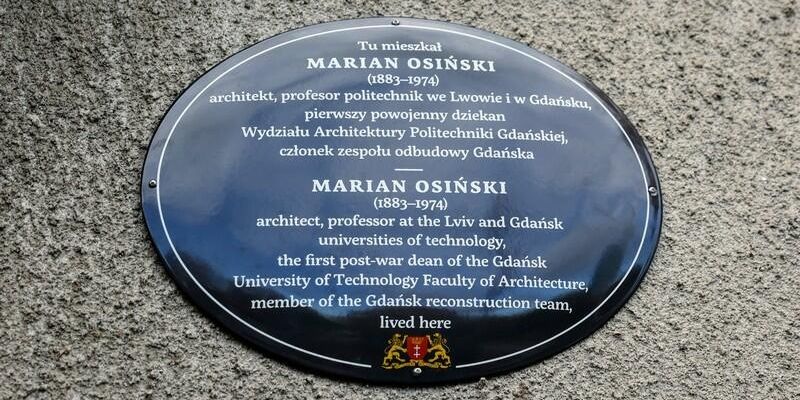 Tu mieszkał
MARIAN OSIŃSKI
(1883–1974)
architekt, profesor politechnik we Lwowie i w Gdańsku,
pierwszy powojenny dziekan
Wydziału Architektury Politechniki Gdańskiej,
członek zespołu odbudowy Gdańska
MARIAN OSIŃSKI
(1883–1974)
architect, professor at the Lviv and Gdańsk
universities of technology,
the first post-war dean of the Gdańsk
University of Technology Faculty of Architecture,
member of the Gdańsk reconstruction team,
lived here